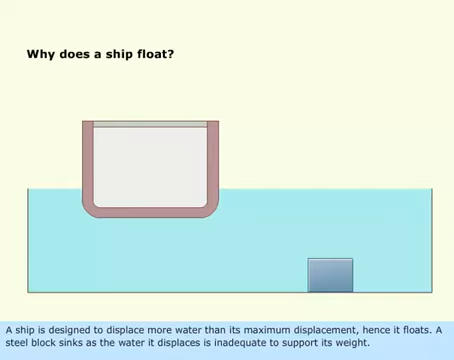 Why does a ship float?
A ship is designed to displace more water than its maximum displacement, hence it floats. A
steel block sinks as the water it displaces is inadequate to support its weight.